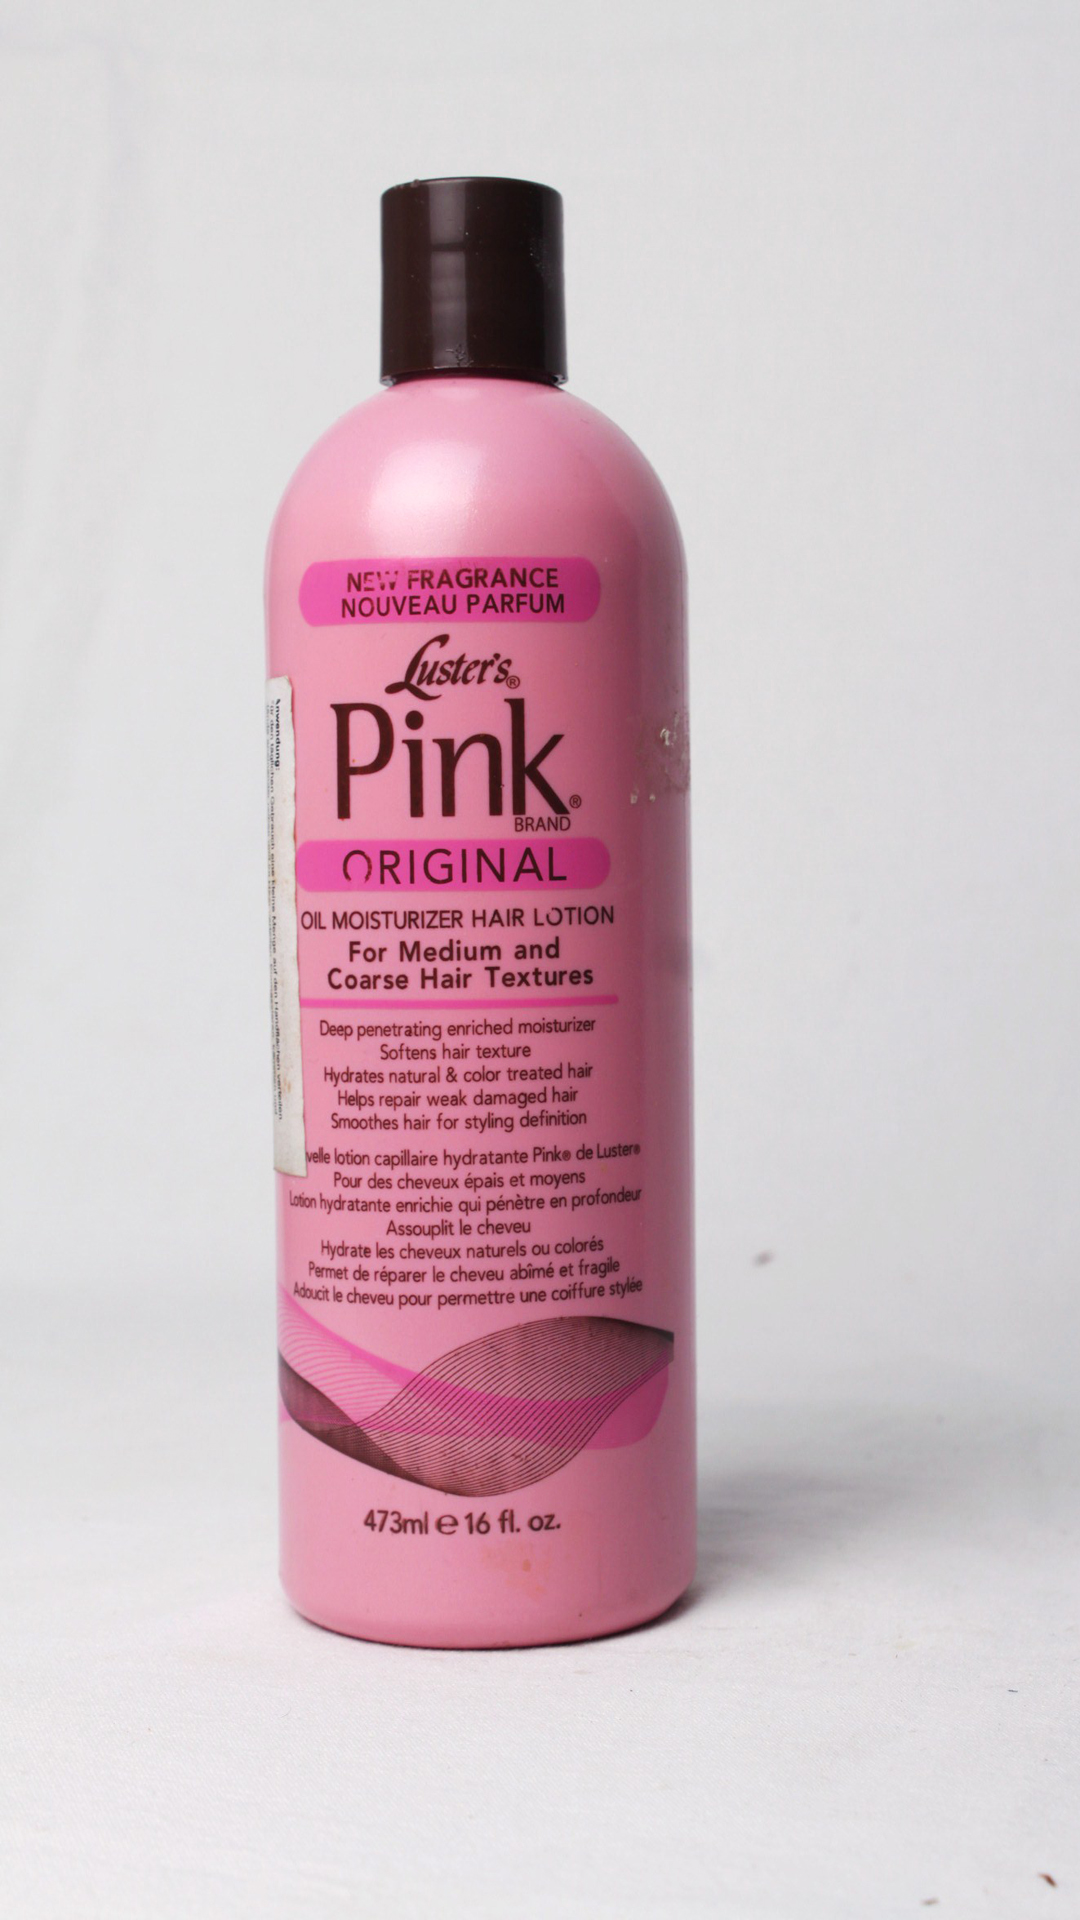 NEW FRAGRANCE
NOUVEAU PARFUM
Luster's®
Pink®
BRAND
ORIGINAL
OIL MOISTURIZER HAIR LOTION
For Medium and
Coarse Hair Textures
Deep penetrating enriched moisturizer
Softens hair texture
Hydrates natural & color treated hair
Helps repair weak damaged hair
Smoothes hair for styling definition
velle lotion capillaire hydratante Pink® de Luster®
Pour des cheveux épais et moyens
Lotion hydratante enrichie qui pénètre en profondeur
Assouplit le cheveu
Hydrate les cheveux naturels ou colorés
Permet de réparer le cheveu abîmé et fragile
Adoucit le cheveu pour permettre une coiffure stylée
473ml ℮ 16 fl. oz.
Anwendung: